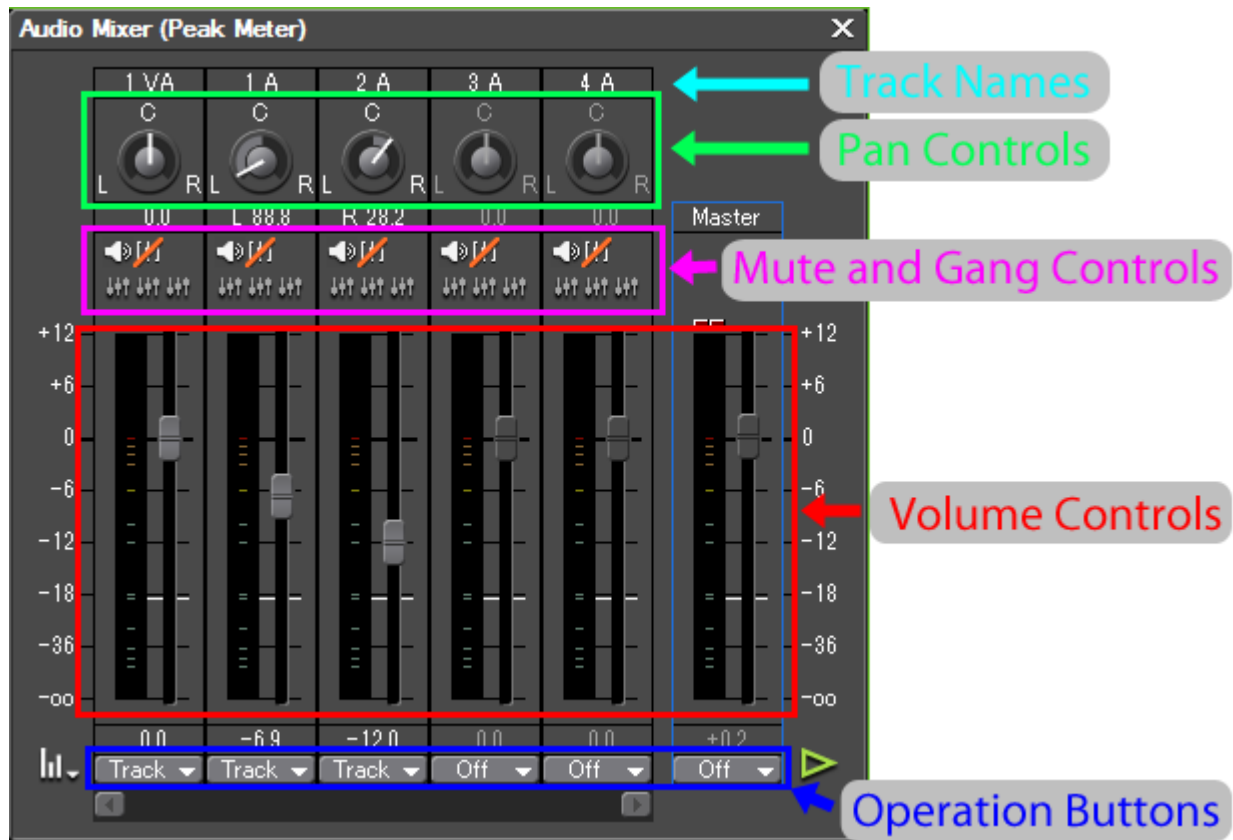 Audio Mixer (Peak Meter)
1 VA 1 A 2 A 3 A 4 A
Track Names
C C C C C
Pan Controls
L R L R L R L R L R
0.0 L 88.8 R 28.2 0.0 0.0 Master
Mute and Gang Controls
+12 +12
+6 +6
0 0
-6 -6
Volume Controls
-12 -12
-18 -18
-36 -36
-oo -oo
0.0 -6.9 -12.0 0.0 0.0 +0.2
Track Track Track Off Off Off
Operation Buttons